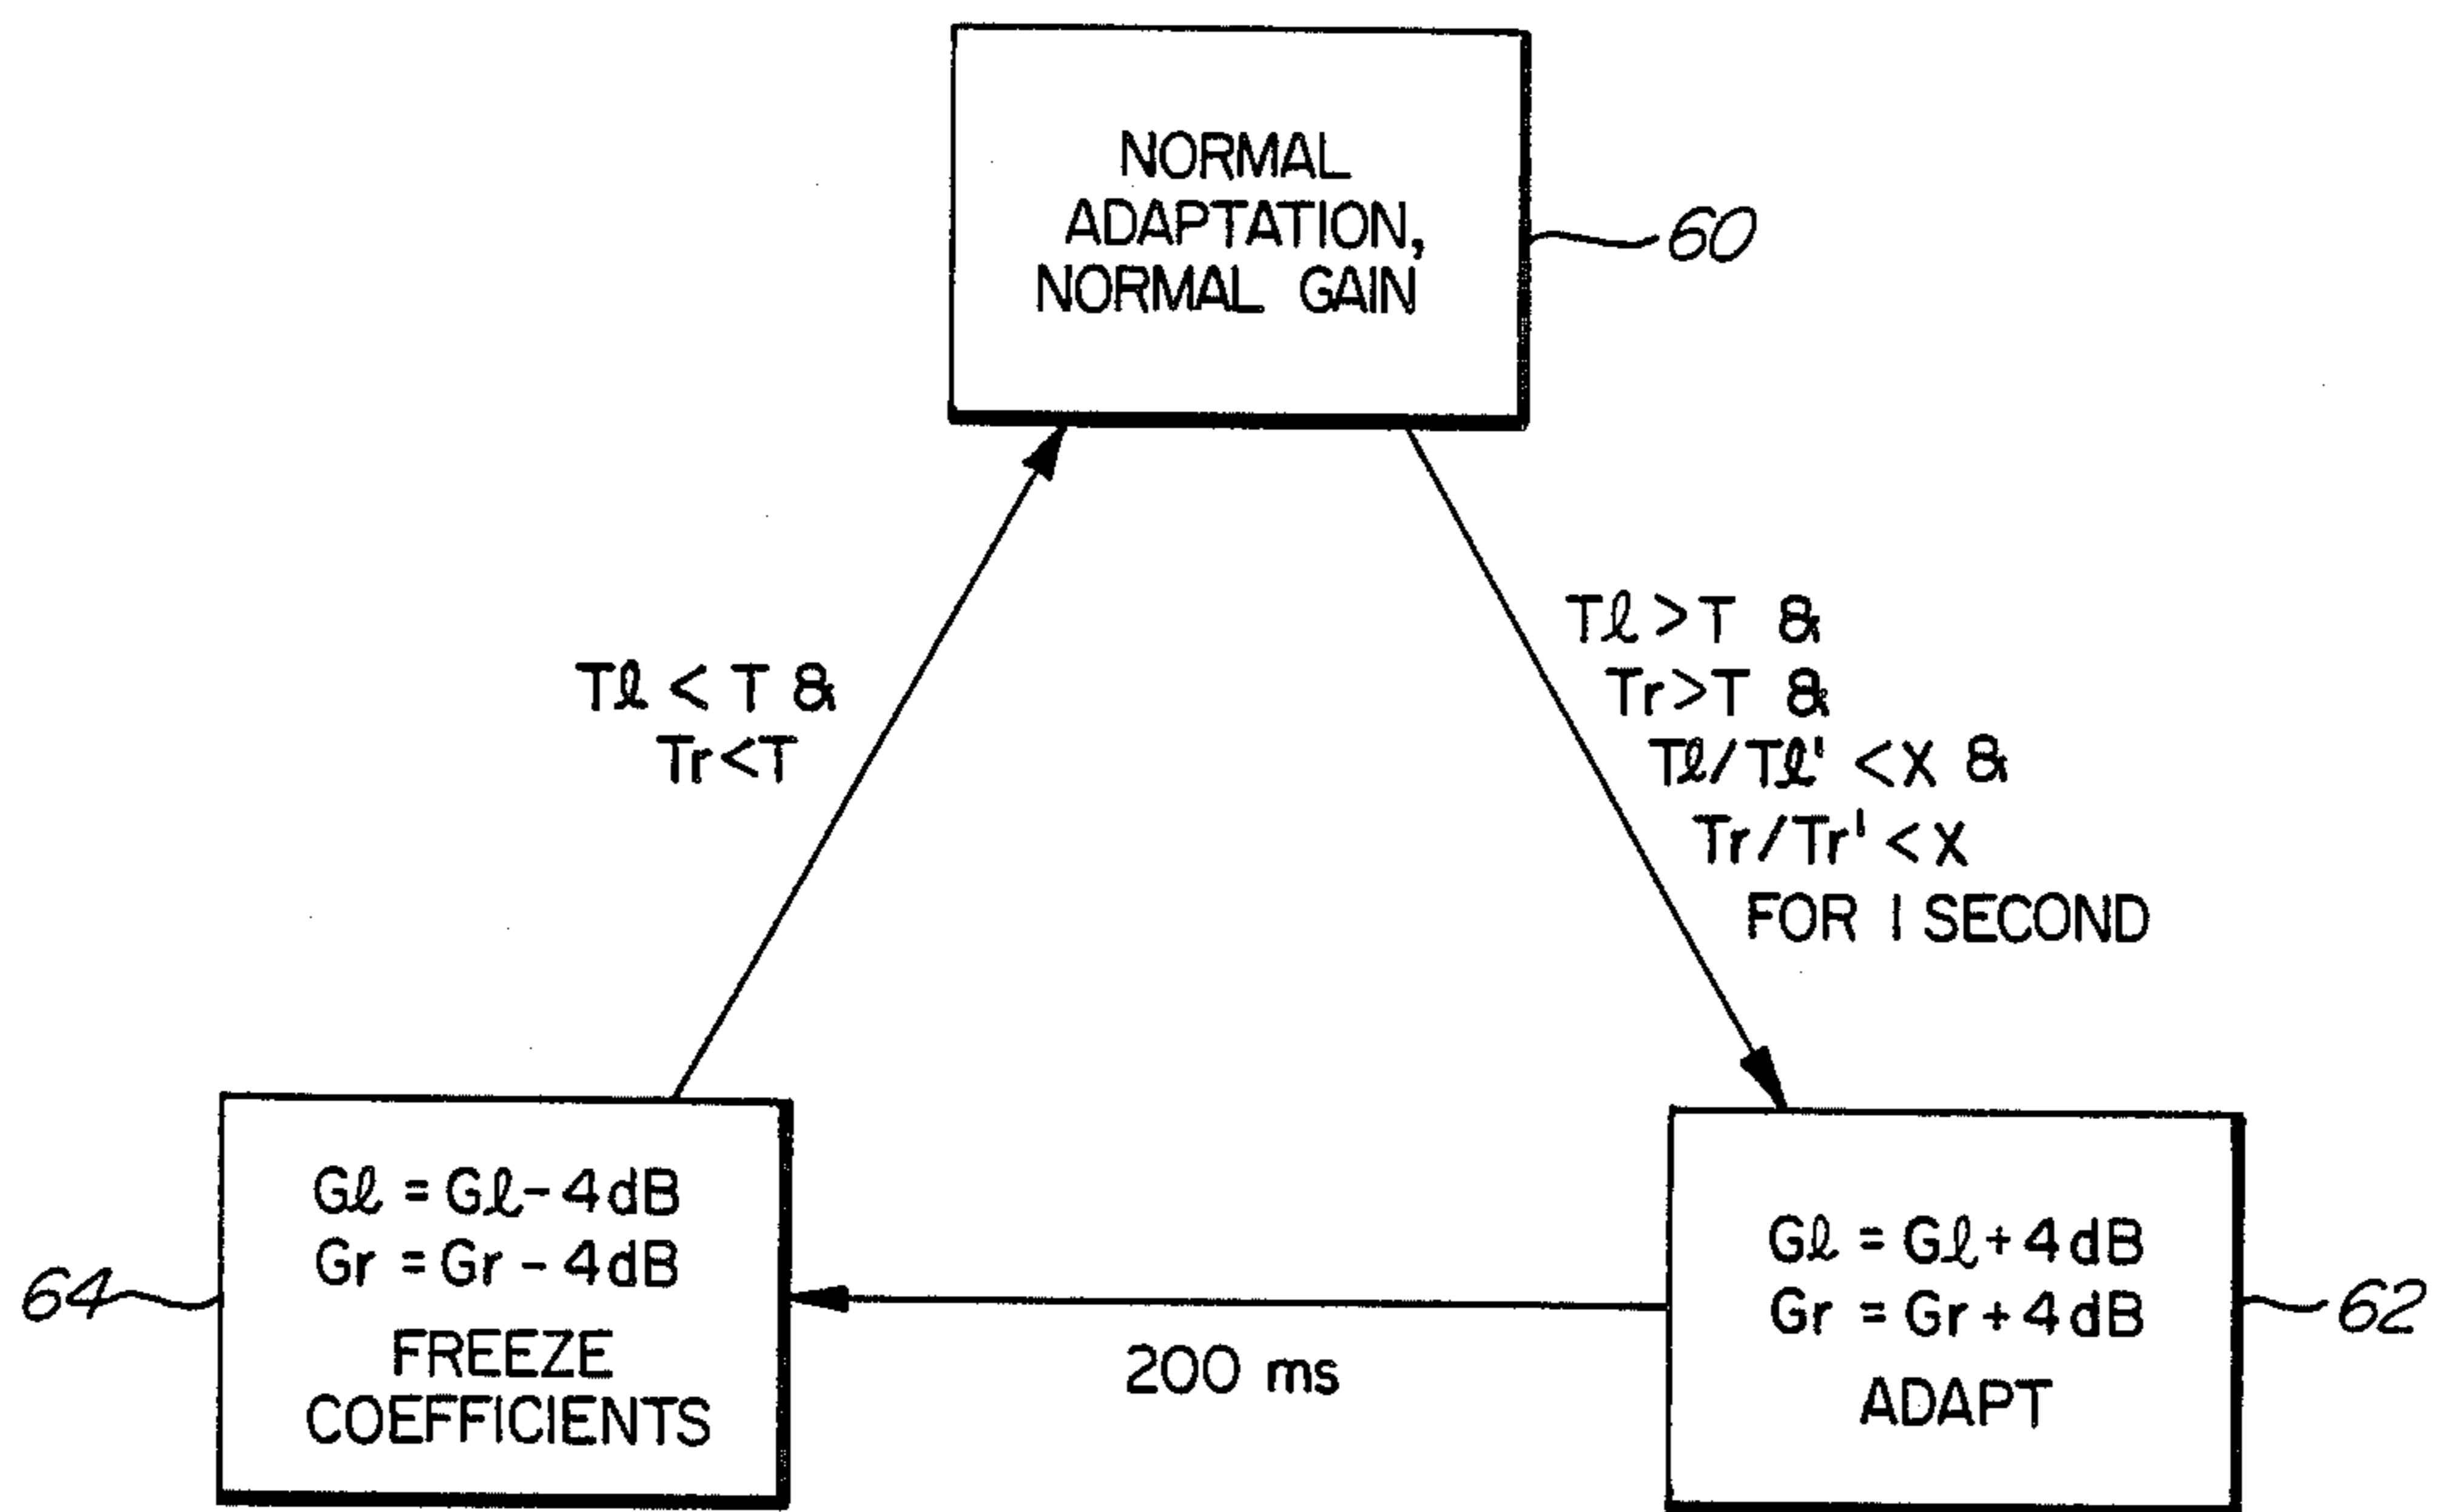 NORMAL
ADAPTATION,
NORMAL GAIN
60
Tℓ>T &
Tr>T &
Tℓ/Tℓ' <X &
Tr/Tr' <X
FOR 1 SECOND
Tℓ < T &
Tr<T
Gℓ = Gℓ-4dB
Gr = Gr-4dB
FREEZE
COEFFICIENTS
64
200 ms
Gℓ = Gℓ+4dB
Gr = Gr+4dB
ADAPT
62